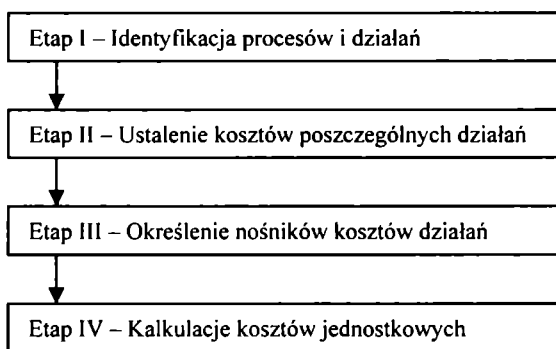 Etap I – Identyfikacja procesów i działań
Etap II – Ustalenie kosztów poszczególnych działań
Etap III – Określenie nośników kosztów działań
Etap IV – Kalkulacje kosztów jednostkowych